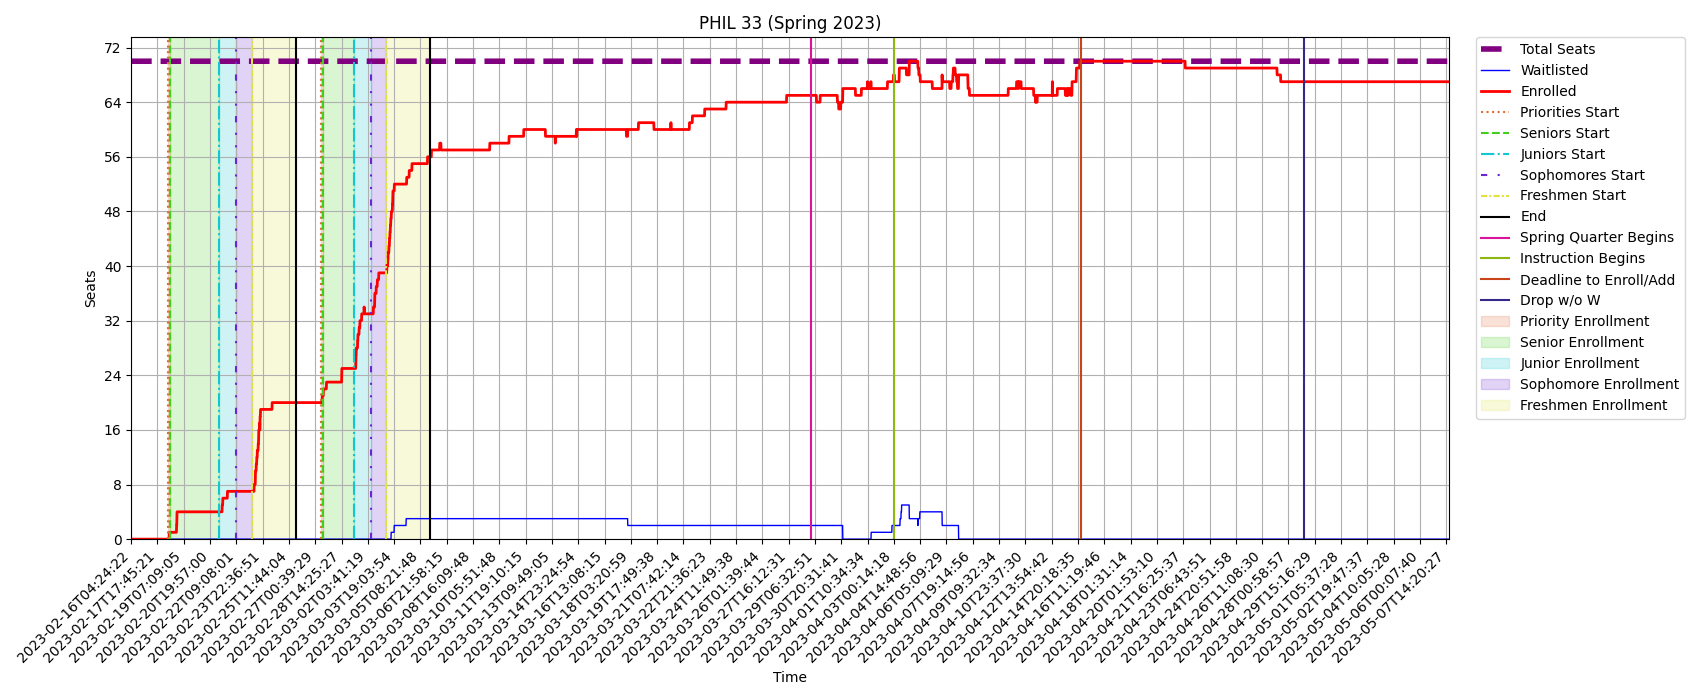 PHIL 33 (Spring 2023)
Seats
72
64
56
48
40
32
24
16
8
0
2023-02-16T04:24:22
2023-02-17T17:45:21
2023-02-19T07:09:05
2023-02-20T19:57:00
2023-02-22T09:08:01
2023-02-23T22:36:51
2023-02-25T11:44:04
2023-02-27T00:39:29
2023-02-28T14:25:27
2023-03-02T03:41:19
2023-03-03T19:03:54
2023-03-05T08:21:48
2023-03-06T21:58:15
2023-03-08T16:09:48
2023-03-10T05:51:48
2023-03-11T19:10:15
2023-03-13T09:49:05
2023-03-14T23:24:54
2023-03-16T13:08:15
2023-03-18T03:20:59
2023-03-19T17:49:38
2023-03-21T07:42:14
2023-03-22T21:36:23
2023-03-24T11:49:38
2023-03-26T01:39:44
2023-03-27T16:12:31
2023-03-29T06:32:51
2023-03-30T20:31:41
2023-04-01T10:34:34
2023-04-03T00:14:18
2023-04-04T14:48:56
2023-04-06T05:09:29
2023-04-07T19:14:56
2023-04-09T09:32:34
2023-04-10T23:37:30
2023-04-12T13:54:42
2023-04-14T20:18:35
2023-04-16T11:19:46
2023-04-18T01:31:14
2023-04-20T01:53:10
2023-04-21T16:25:37
2023-04-23T06:43:51
2023-04-24T20:51:58
2023-04-26T11:08:30
2023-04-28T00:58:57
2023-04-29T15:16:29
2023-05-01T05:37:28
2023-05-02T19:47:37
2023-05-04T10:05:28
2023-05-06T00:07:40
2023-05-07T14:20:27
Time
Total Seats
Waitlisted
Enrolled
Priorities Start
Seniors Start
Juniors Start
Sophomores Start
Freshmen Start
End
Spring Quarter Begins
Instruction Begins
Deadline to Enroll/Add
Drop w/o W
Priority Enrollment
Senior Enrollment
Junior Enrollment
Sophomore Enrollment
Freshmen Enrollment